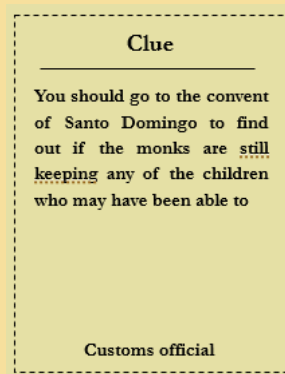 Clue
You should go to the convent
of Santo Domingo to find
out if the monks are still
keeping any of the children
who may have been able to
Customs official